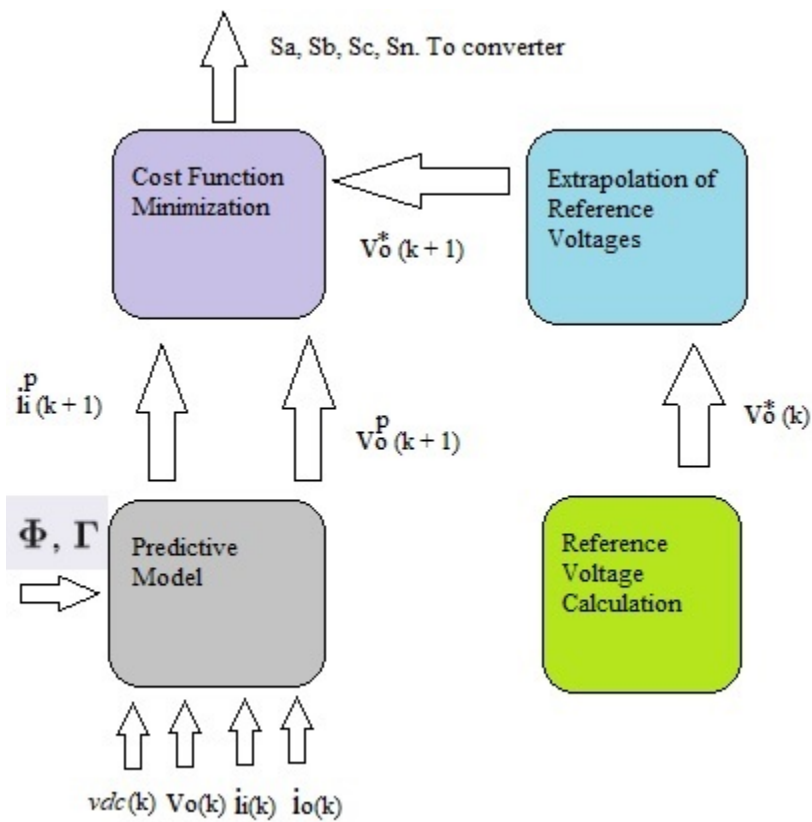 Sa, Sb, Sc, Sn. To converter
Cost Function
Minimization
Extrapolation of
Reference
Voltages
Vo* (k + 1)
ii^p (k + 1)
Vo^p (k + 1)
Vo* (k)
Φ, Γ
Predictive
Model
Reference
Voltage
Calculation
vdc(k) Vo(k) ii(k) io(k)